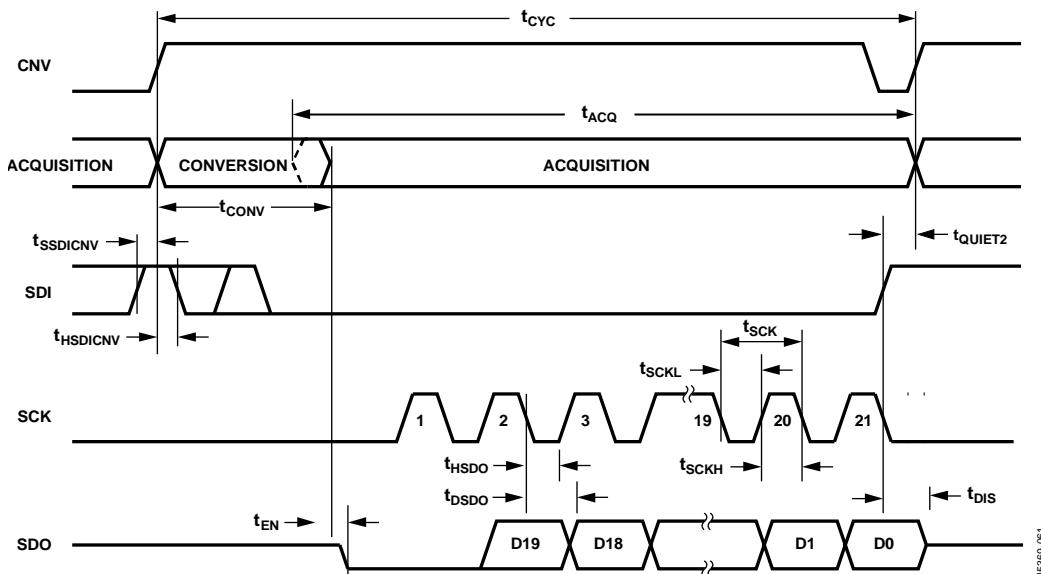 tCYC
CNV
tACQ
ACQUISITION CONVERSION ACQUISITION
tCONV
tSSDICNV
tQUIET2
SDI
tHSDICNV
tSCK
tSCKL
SCK 1 2 3 19 20 21
tHSDO tSCKH
tDSDO tDIS
tEN
SDO D19 D18 D1 D0